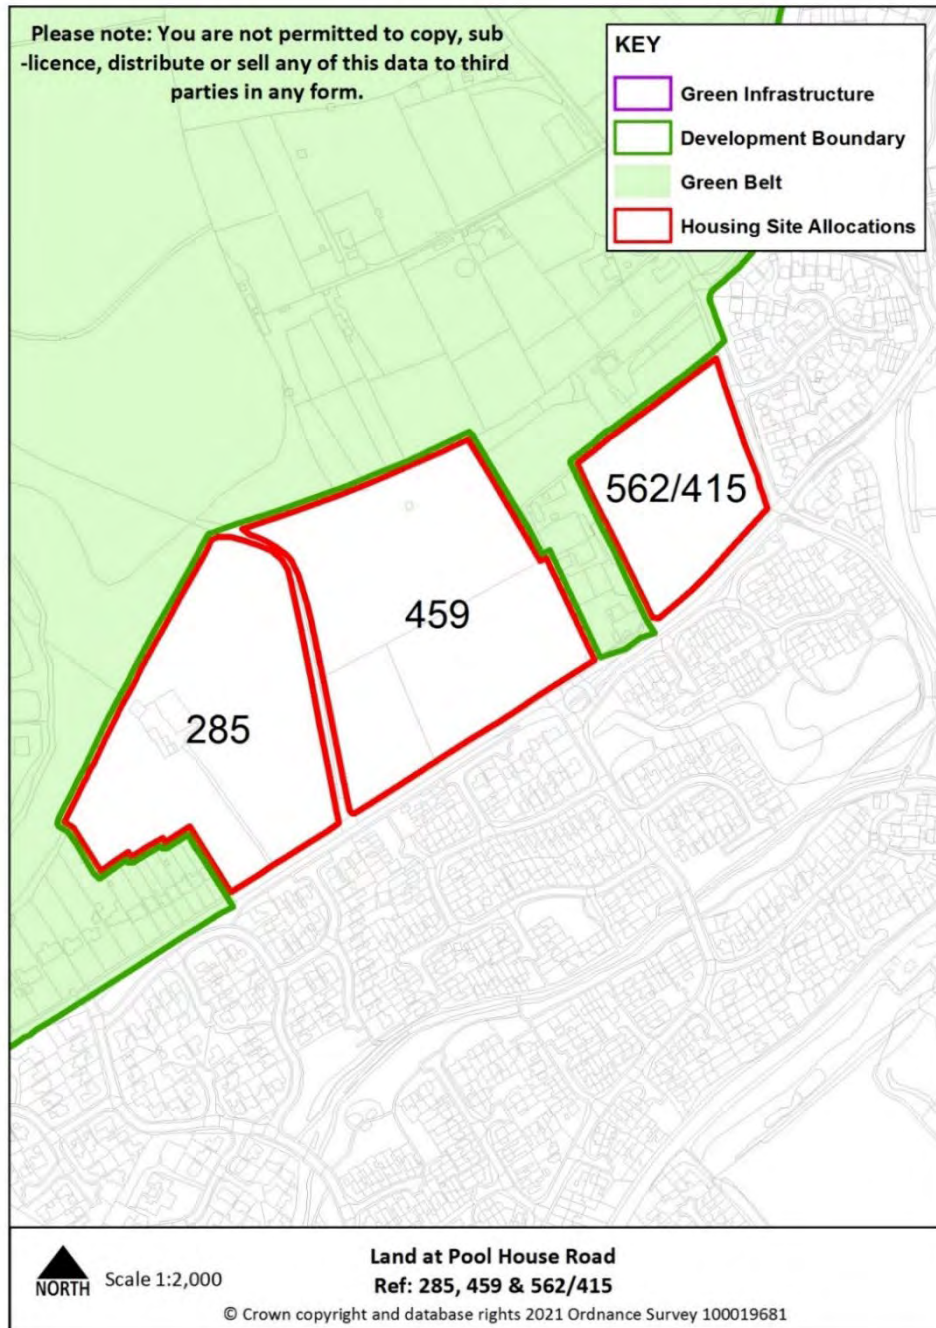 Please note: You are not permitted to copy, sub
-licence, distribute or sell any of this data to third
parties in any form.
KEY
Green Infrastructure
Development Boundary
Green Belt
Housing Site Allocations
562/415
459
285
NORTH
Scale 1:2,000
Land at Pool House Road
Ref: 285, 459 & 562/415
© Crown copyright and database rights 2021 Ordnance Survey 100019681